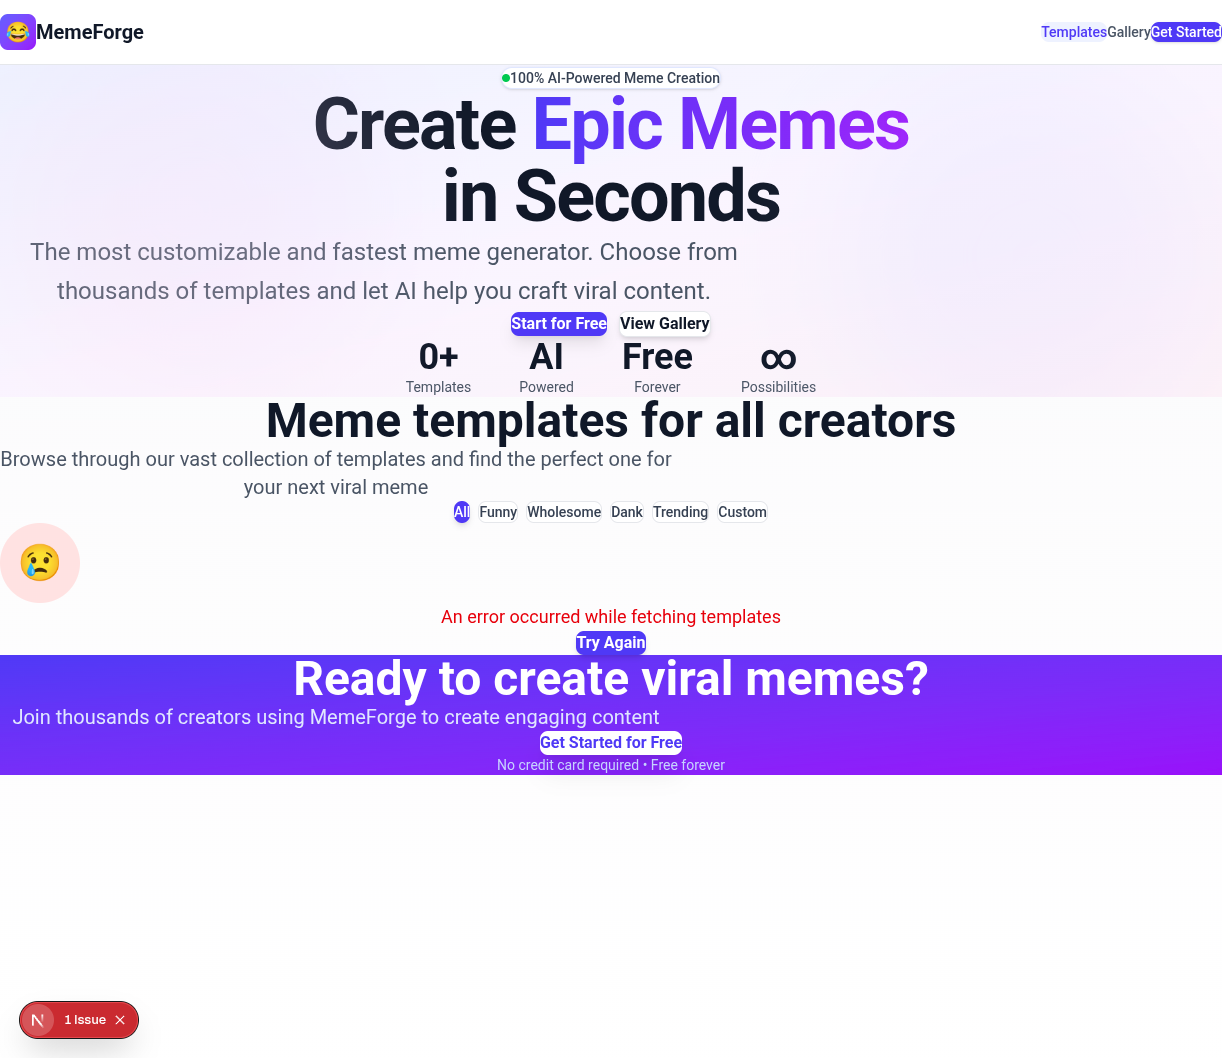 😂 MemeForge
Templates Gallery Get Started
100% AI-Powered Meme Creation
Create Epic Memes
in Seconds
The most customizable and fastest meme generator. Choose from
thousands of templates and let AI help you craft viral content.
Start for Free View Gallery
0+ AI Free ∞
Templates Powered Forever Possibilities
Meme templates for all creators
Browse through our vast collection of templates and find the perfect one for
your next viral meme
All Funny Wholesome Dank Trending Custom
😢
An error occurred while fetching templates
Try Again
Ready to create viral memes?
Join thousands of creators using MemeForge to create engaging content
Get Started for Free
No credit card required • Free forever
N 1 Issue ×